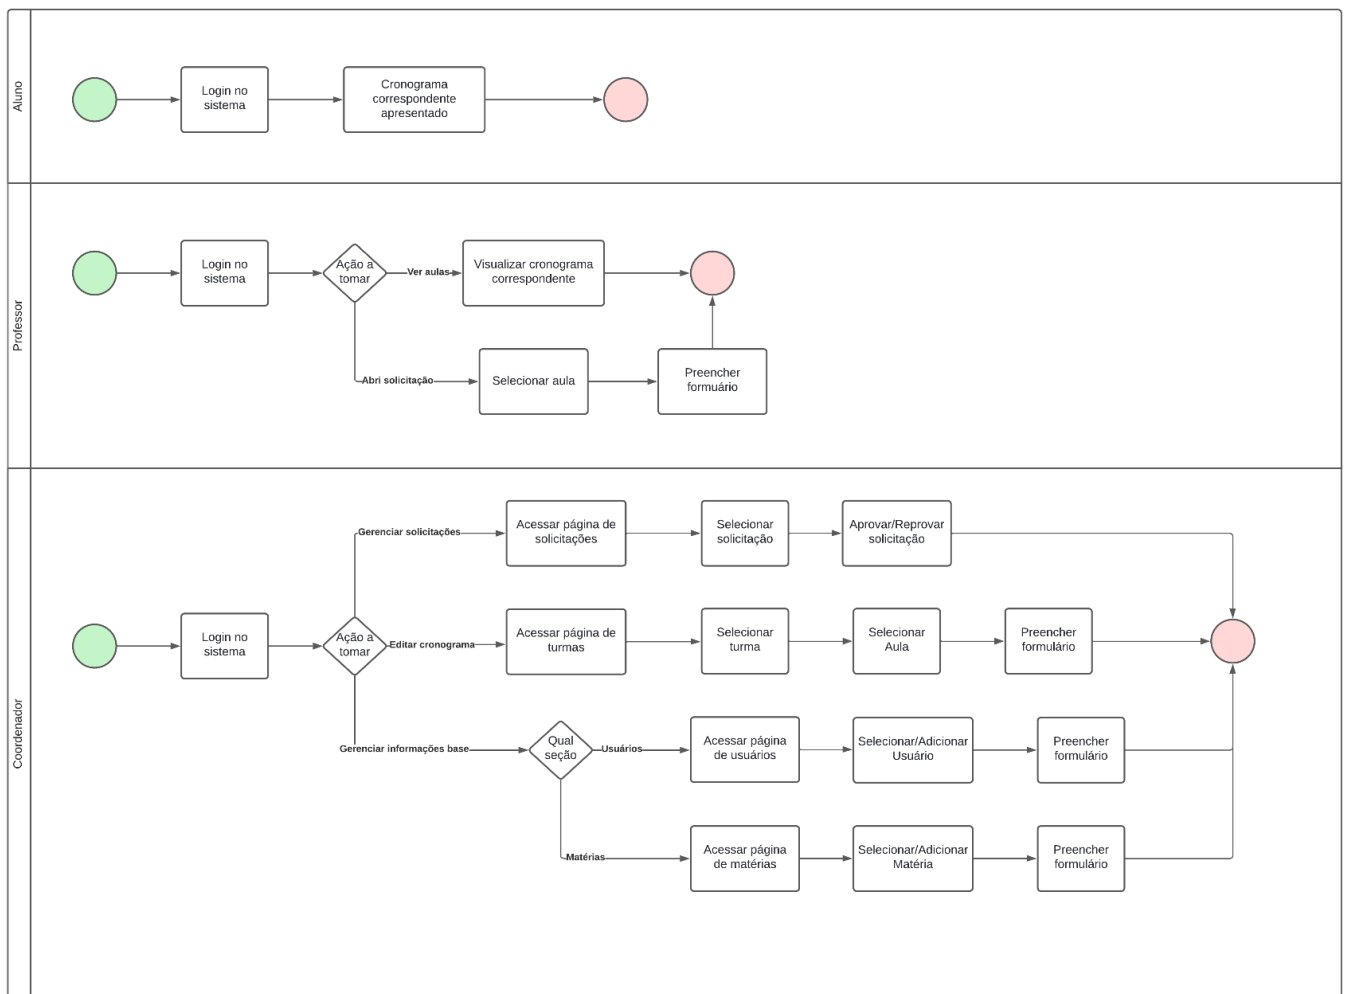 Aluno
Login no
sistema
Cronograma
correspondente
apresentado
Professor
Login no
sistema
Ação a
tomar
Ver aulas
Visualizar cronograma
correspondente
Abri solicitação
Selecionar aula
Preencher
formuário
Coordenador
Gerenciar solicitações
Acessar página de
solicitações
Selecionar
solicitação
Aprovar/Reprovar
solicitação
Login no
sistema
Ação a
tomar
Editar cronograma
Acessar página de
turmas
Selecionar
turma
Selecionar
Aula
Preencher
formulário
Gerenciar informações base
Qual
seção
Usuários
Acessar página
de usuários
Selecionar/Adicionar
Usuário
Preencher
formulário
Matérias
Acessar página
de matérias
Selecionar/Adicionar
Matéria
Preencher
formulário